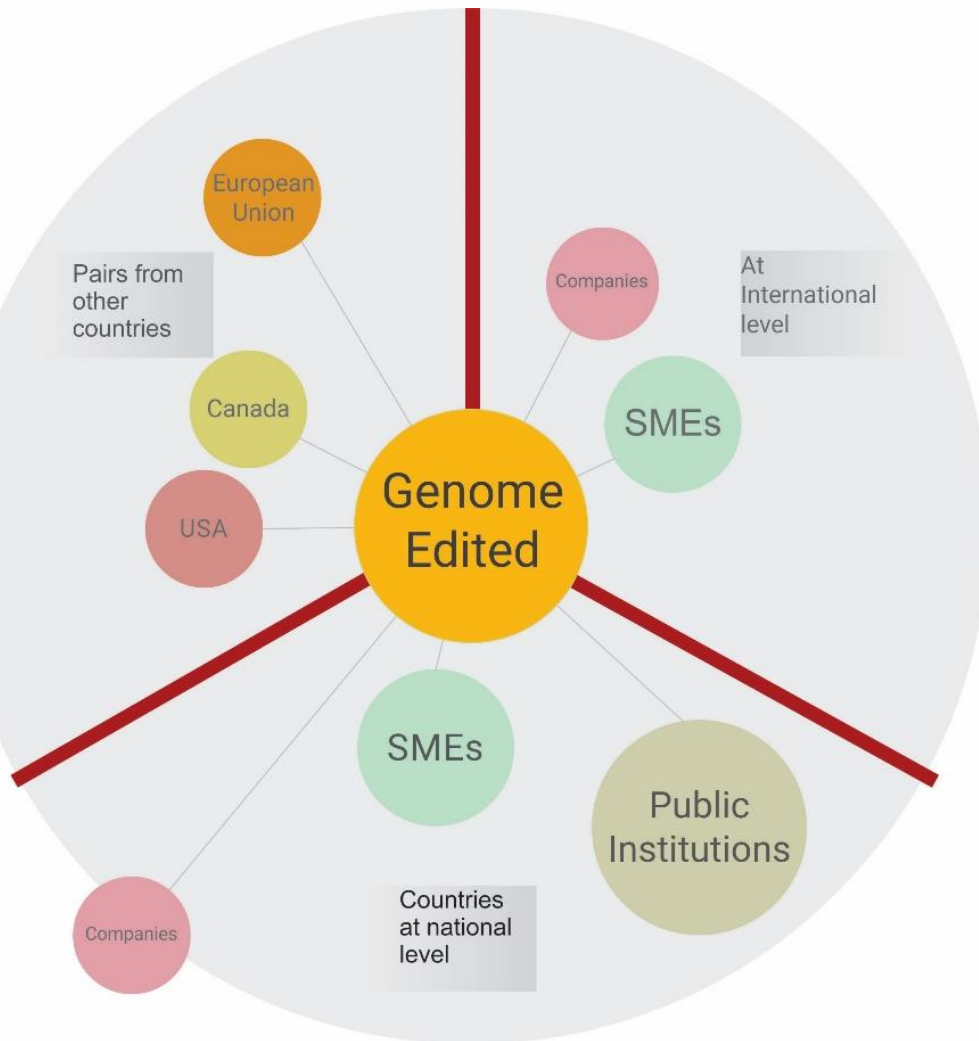 European
Union
Pairs from
other
countries
Canada
USA
Companies
At
International
level
SMEs
Genome
Edited
SMEs
Public
Institutions
Companies
Countries
at national
level